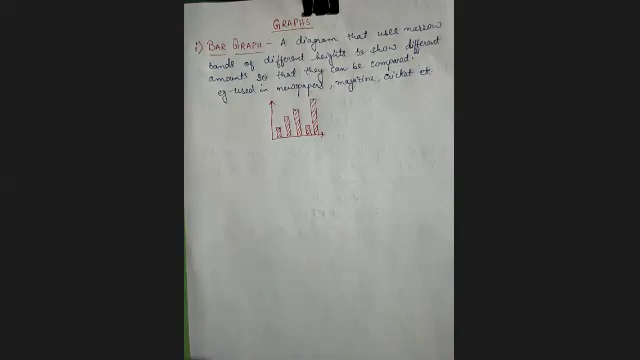 GRAPHS
i) BAR GRAPH - A diagram that uses narrow
bands of different heights to show different
amounts so that they can be compared.
eg- used in newspapers, magazine, cricket etc